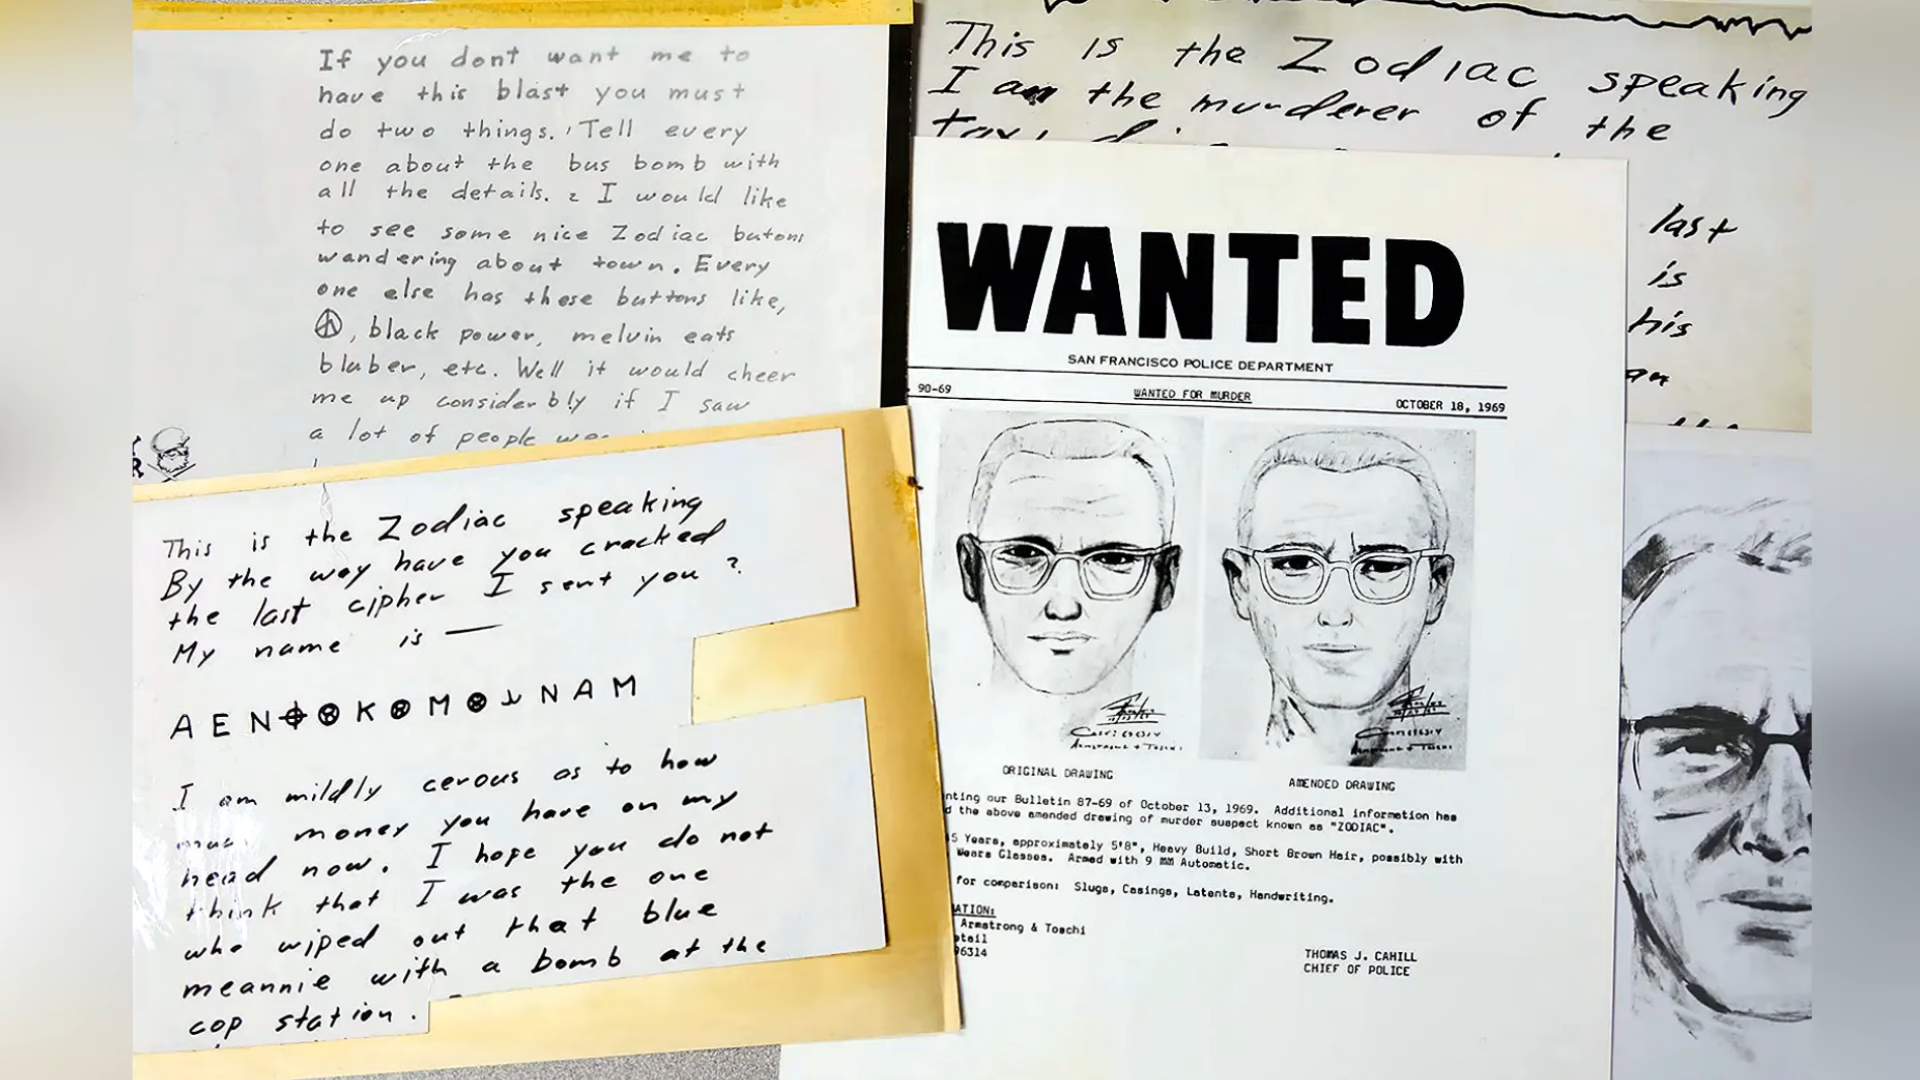 If you dont want me to
have this blast you must
do two things. 1 Tell every
one about the bus bomb with
all the details. 2 I would like
to see some nice Zodiac butons
wandering about town. Every
one else has these buttons like,
, black power, melvin eats
bluber, etc. Well it would cheer
me up considerbly if I saw
a lot of people
This is the Zodiac speaking
By the way have you cracked
the last cipher I sent you ?
My name is —
A E N ⌖ K M N A M
I am mildly cerous as to how
much money you have on my
head now. I hope you do not
think that I was the one
who wiped out that blue
meannie with a bomb at the
cop station.
This is the Zodiac speaking
I am the murderer of the
last
is
his
an
WANTED
SAN FRANCISCO POLICE DEPARTMENT
90-69 WANTED FOR MURDER OCTOBER 18, 1969
ORIGINAL DRAWING AMENDED DRAWING
nting our Bulletin 87-69 of October 13, 1969. Additional information has
d the above amended drawing of murder suspect known as "ZODIAC".
5 Years, approximately 5'8", Heavy Build, Short Brown Hair, possibly with
Wears Glasses. Armed with 9 MM Automatic.
for comparison: Slugs, Casings, Latents, Handwriting.
ATION:
Armstrong & Toschi
etail
96314
THOMAS J. CAHILL
CHIEF OF POLICE